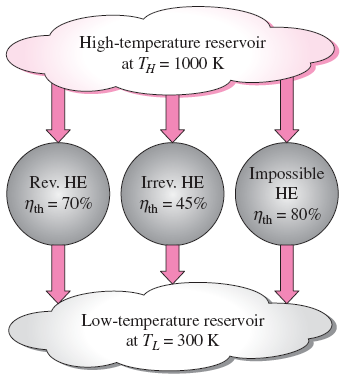 High-temperature reservoir
at T_H = 1000 K
Rev. HE
η_th = 70%
Irrev. HE
η_th = 45%
Impossible
HE
η_th = 80%
Low-temperature reservoir
at T_L = 300 K